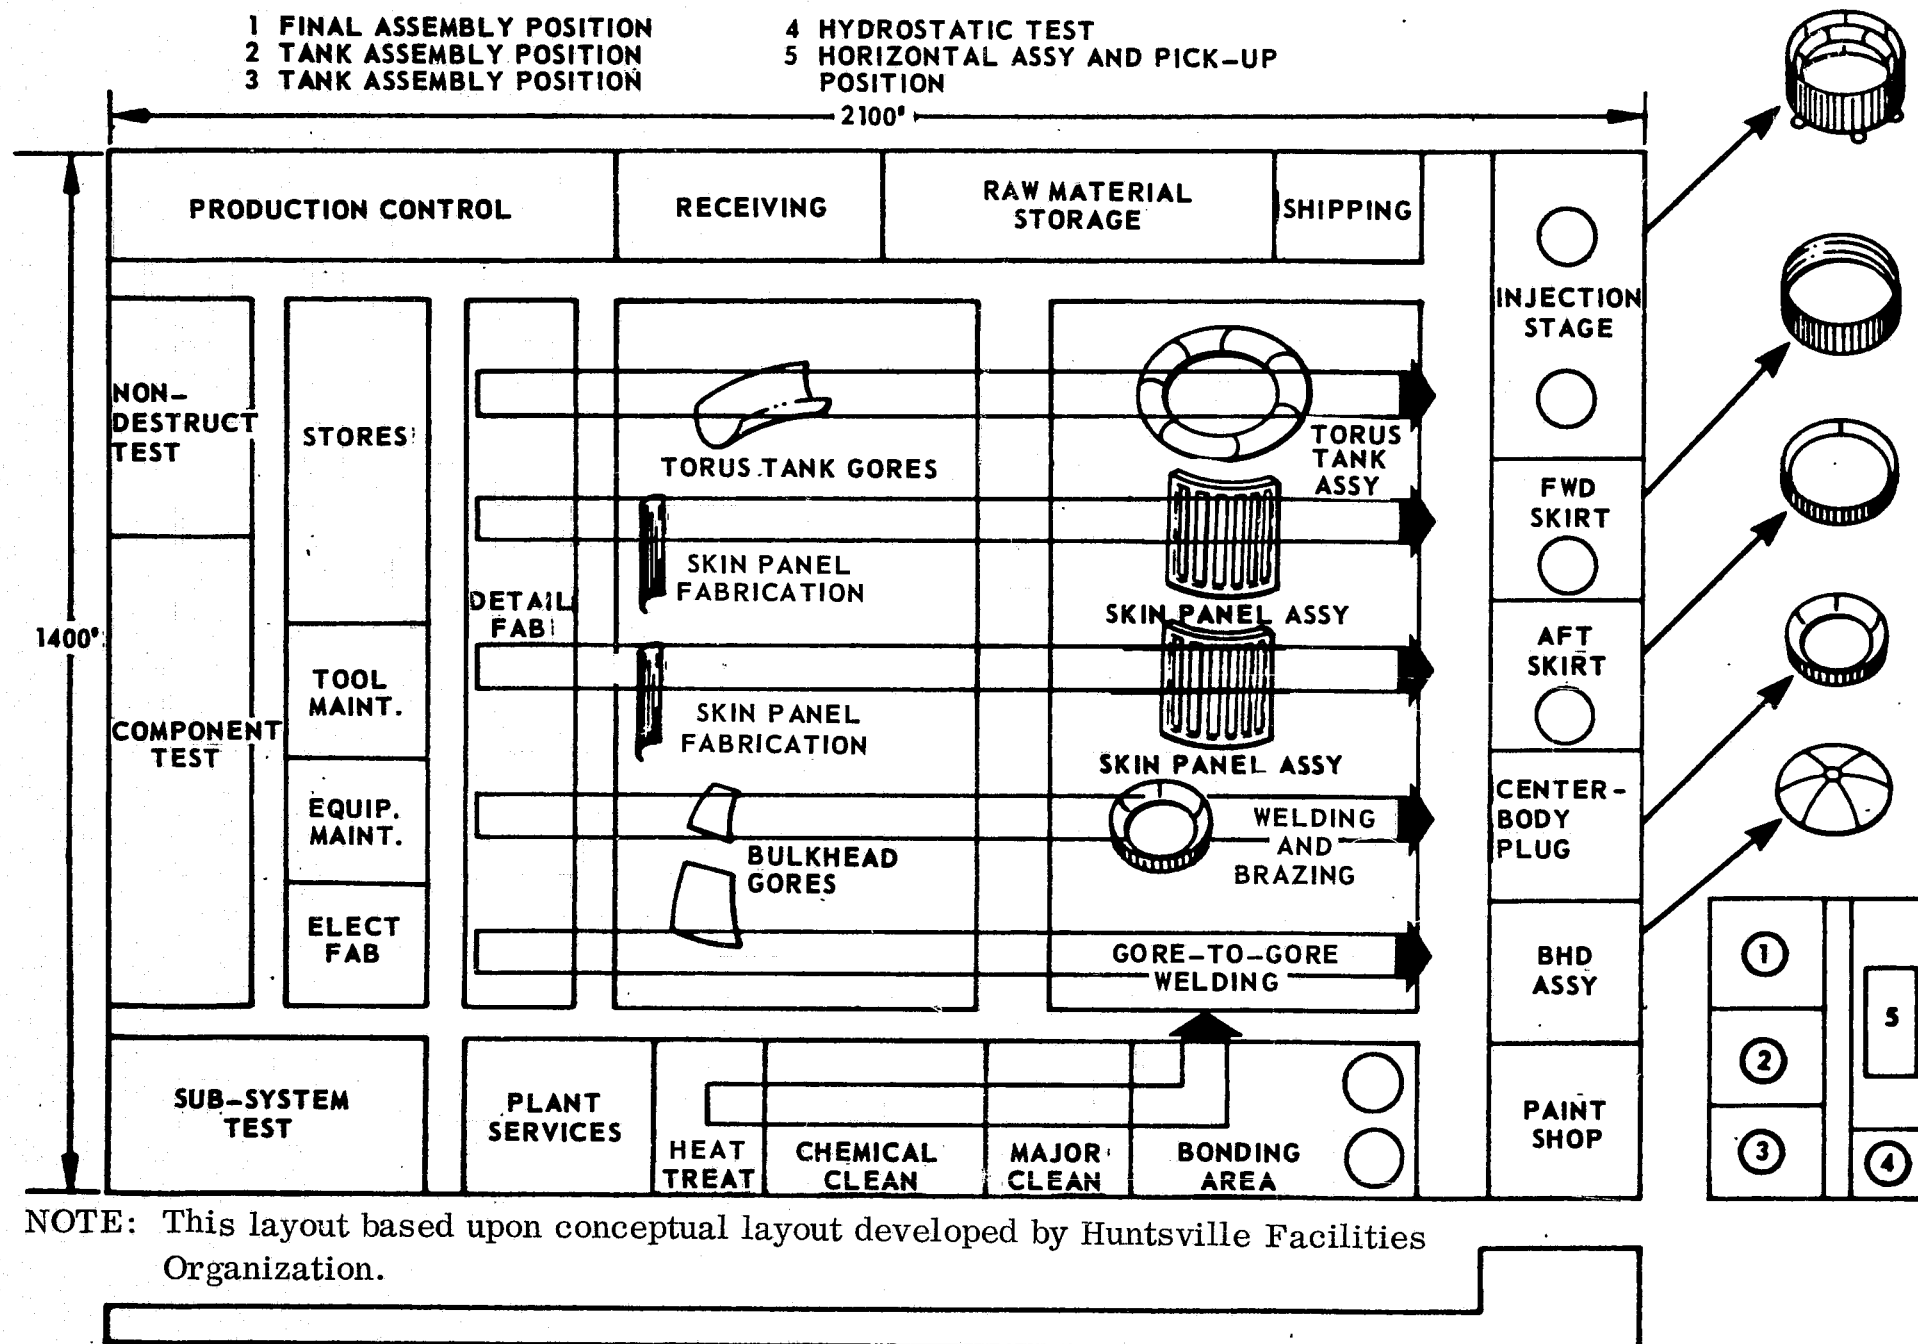 1 FINAL ASSEMBLY POSITION
2 TANK ASSEMBLY POSITION
3 TANK ASSEMBLY POSITION
4 HYDROSTATIC TEST
5 HORIZONTAL ASSY AND PICK-UP
POSITION
2100'
1400'
PRODUCTION CONTROL
RECEIVING
RAW MATERIAL
STORAGE
SHIPPING
NON-
DESTRUCT
TEST
COMPONENT
TEST
STORES
TOOL
MAINT.
EQUIP.
MAINT.
ELECT
FAB
DETAIL
FAB
TORUS TANK GORES
SKIN PANEL
FABRICATION
SKIN PANEL
FABRICATION
BULKHEAD
GORES
TORUS
TANK
ASSY
SKIN PANEL ASSY
SKIN PANEL ASSY
WELDING
AND
BRAZING
GORE-TO-GORE
WELDING
INJECTION
STAGE
FWD
SKIRT
AFT
SKIRT
CENTER-
BODY
PLUG
BHD
ASSY
PAINT
SHOP
SUB-SYSTEM
TEST
PLANT
SERVICES
HEAT
TREAT
CHEMICAL
CLEAN
MAJOR
CLEAN
BONDING
AREA
1
2
3
5
4
NOTE: This layout based upon conceptual layout developed by Huntsville Facilities
Organization.